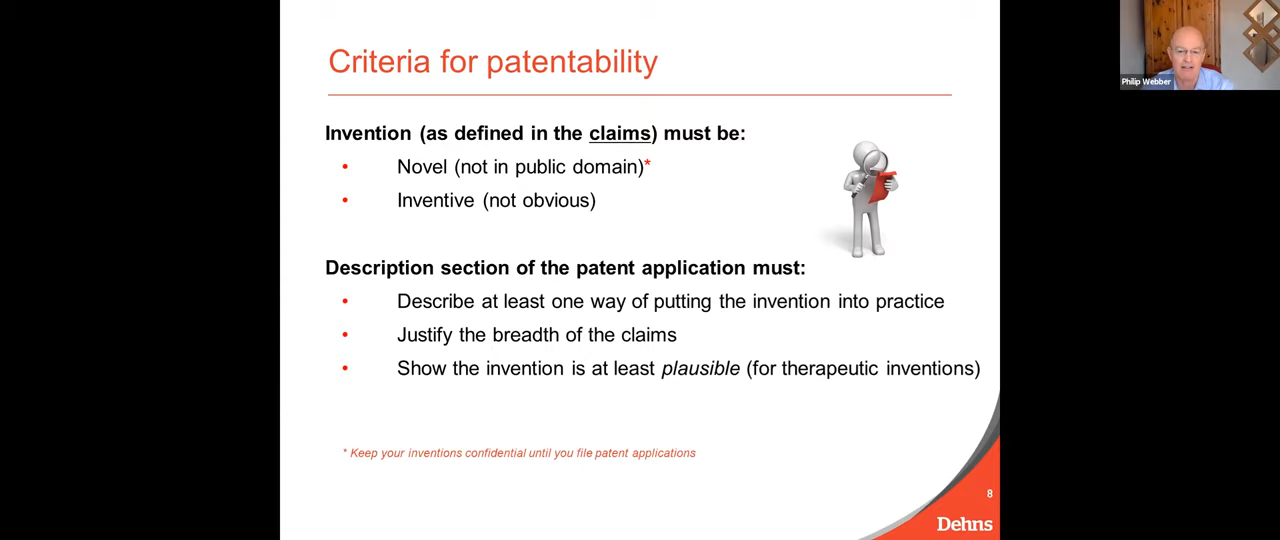 Criteria for patentability
Philip Webber
Invention (as defined in the claims) must be:
• Novel (not in public domain)*
• Inventive (not obvious)
Description section of the patent application must:
• Describe at least one way of putting the invention into practice
• Justify the breadth of the claims
• Show the invention is at least plausible (for therapeutic inventions)
* Keep your inventions confidential until you file patent applications
8
Dehns